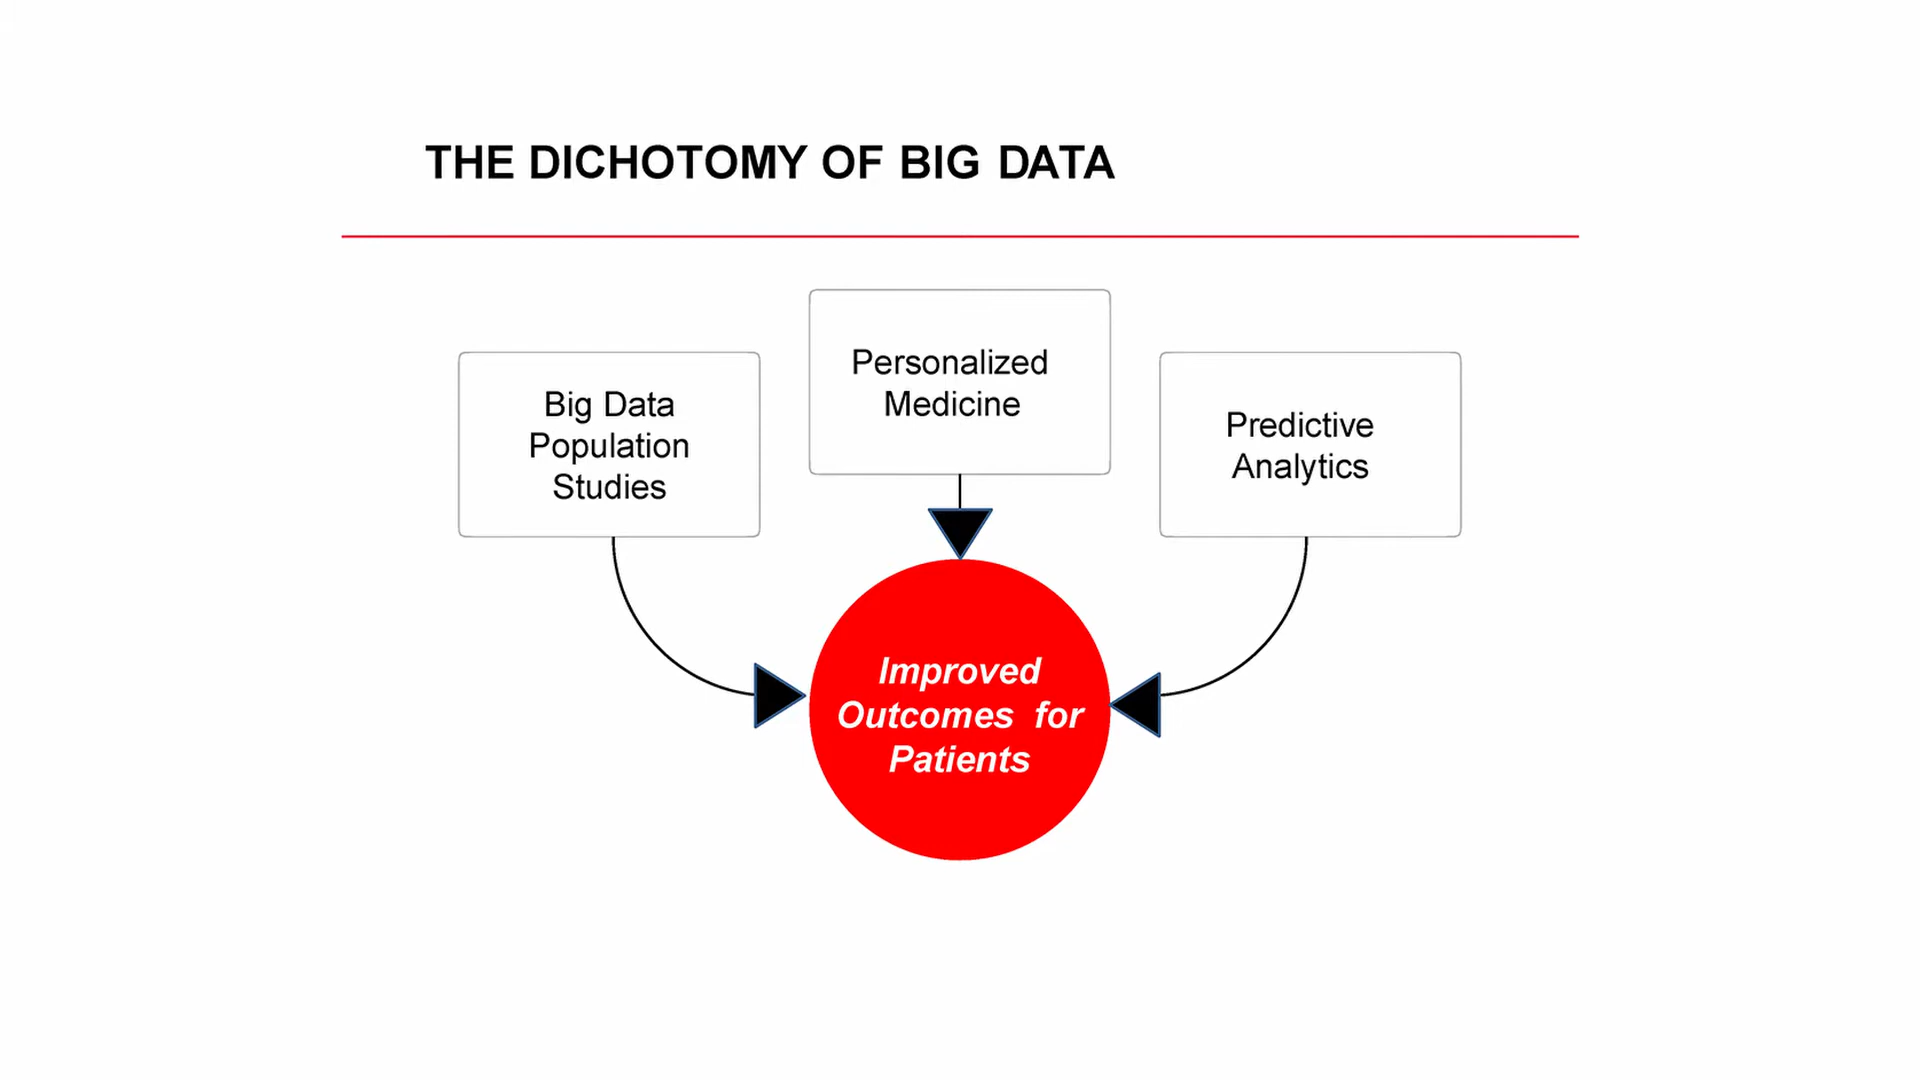 THE DICHOTOMY OF BIG DATA
Big Data
Population
Studies
Personalized
Medicine
Predictive
Analytics
Improved
Outcomes for
Patients